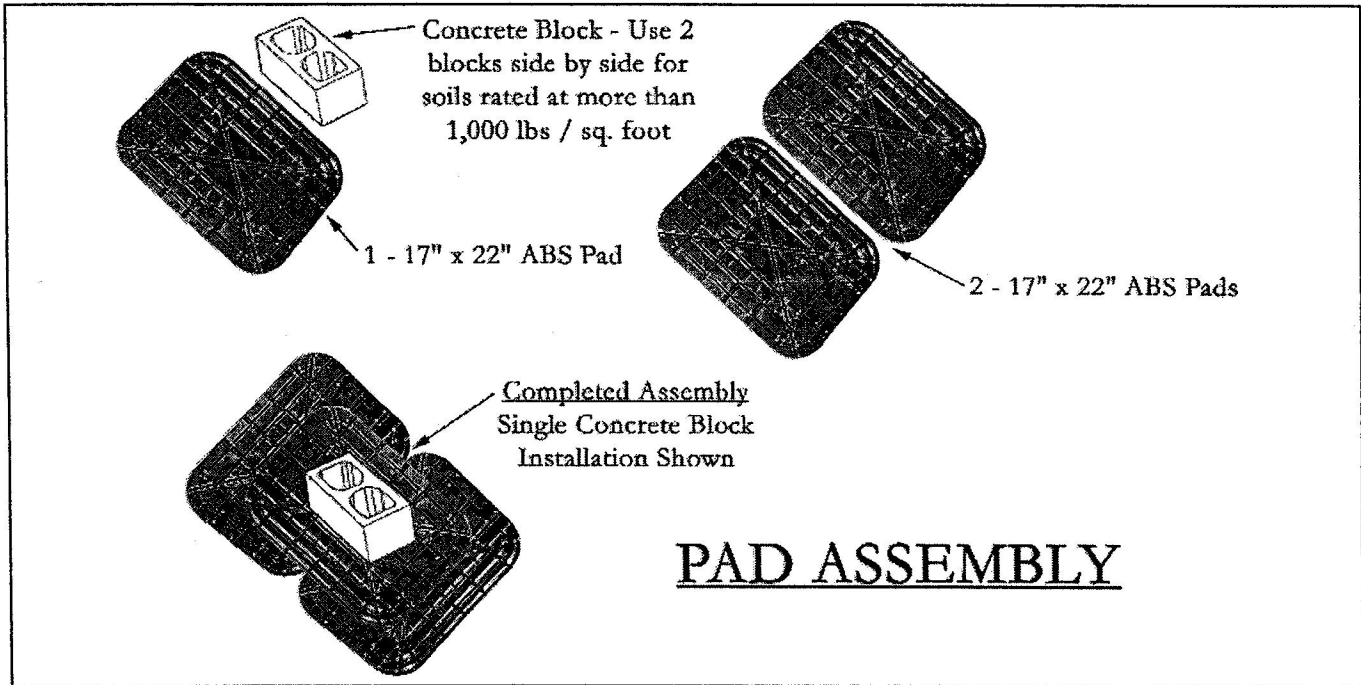 Concrete Block - Use 2
blocks side by side for
soils rated at more than
1,000 lbs / sq. foot
1 - 17" x 22" ABS Pad
2 - 17" x 22" ABS Pads
Completed Assembly
Single Concrete Block
Installation Shown
PAD ASSEMBLY